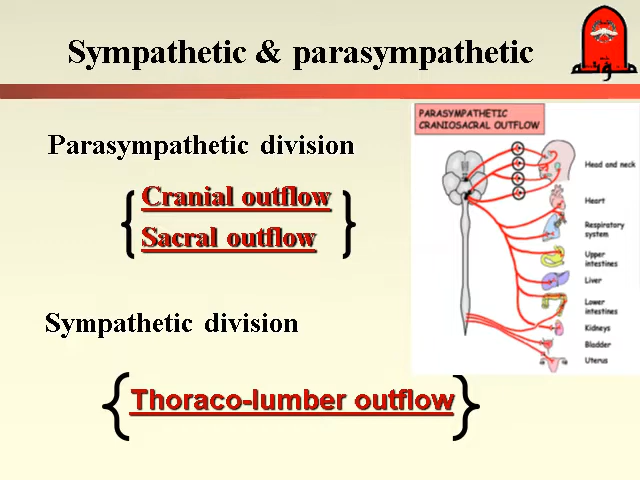 Sympathetic & parasympathetic
مؤتة
Parasympathetic division
Cranial outflow
Sacral outflow
Sympathetic division
Thoraco-lumber outflow
PARASYMPATHETIC
CRANIOSACRAL OUTFLOW
Head and neck
Heart
Respiratory
system
Upper
intestines
Liver
Lower
intestines
Kidneys
Bladder
Uterus